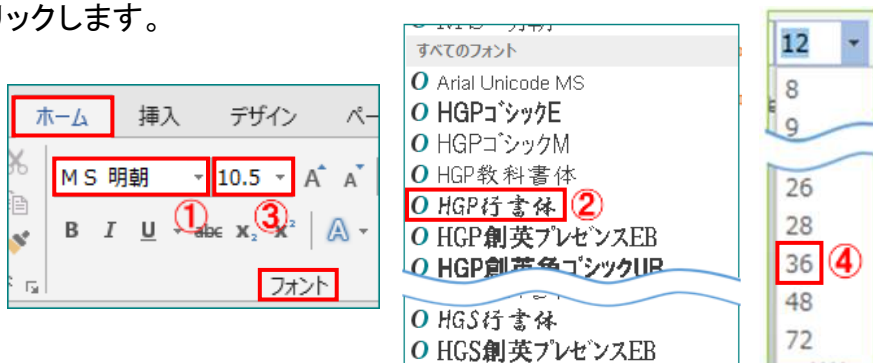 リックします。
ホーム 挿入 デザイン ペー
MS 明朝 10.5 A A
① ③
B I U abc x₂ x² A
フォント
すべてのフォント
O Arial Unicode MS
O HGPゴシックE
O HGPゴシックM
O HGP教科書体
O HGP行書体 ②
O HGP創英プレゼンスEB
O HGP創英角ゴシックUB
O HGS行書体
O HGS創英プレゼンスEB
12
8
9
26
28
36 ④
48
72